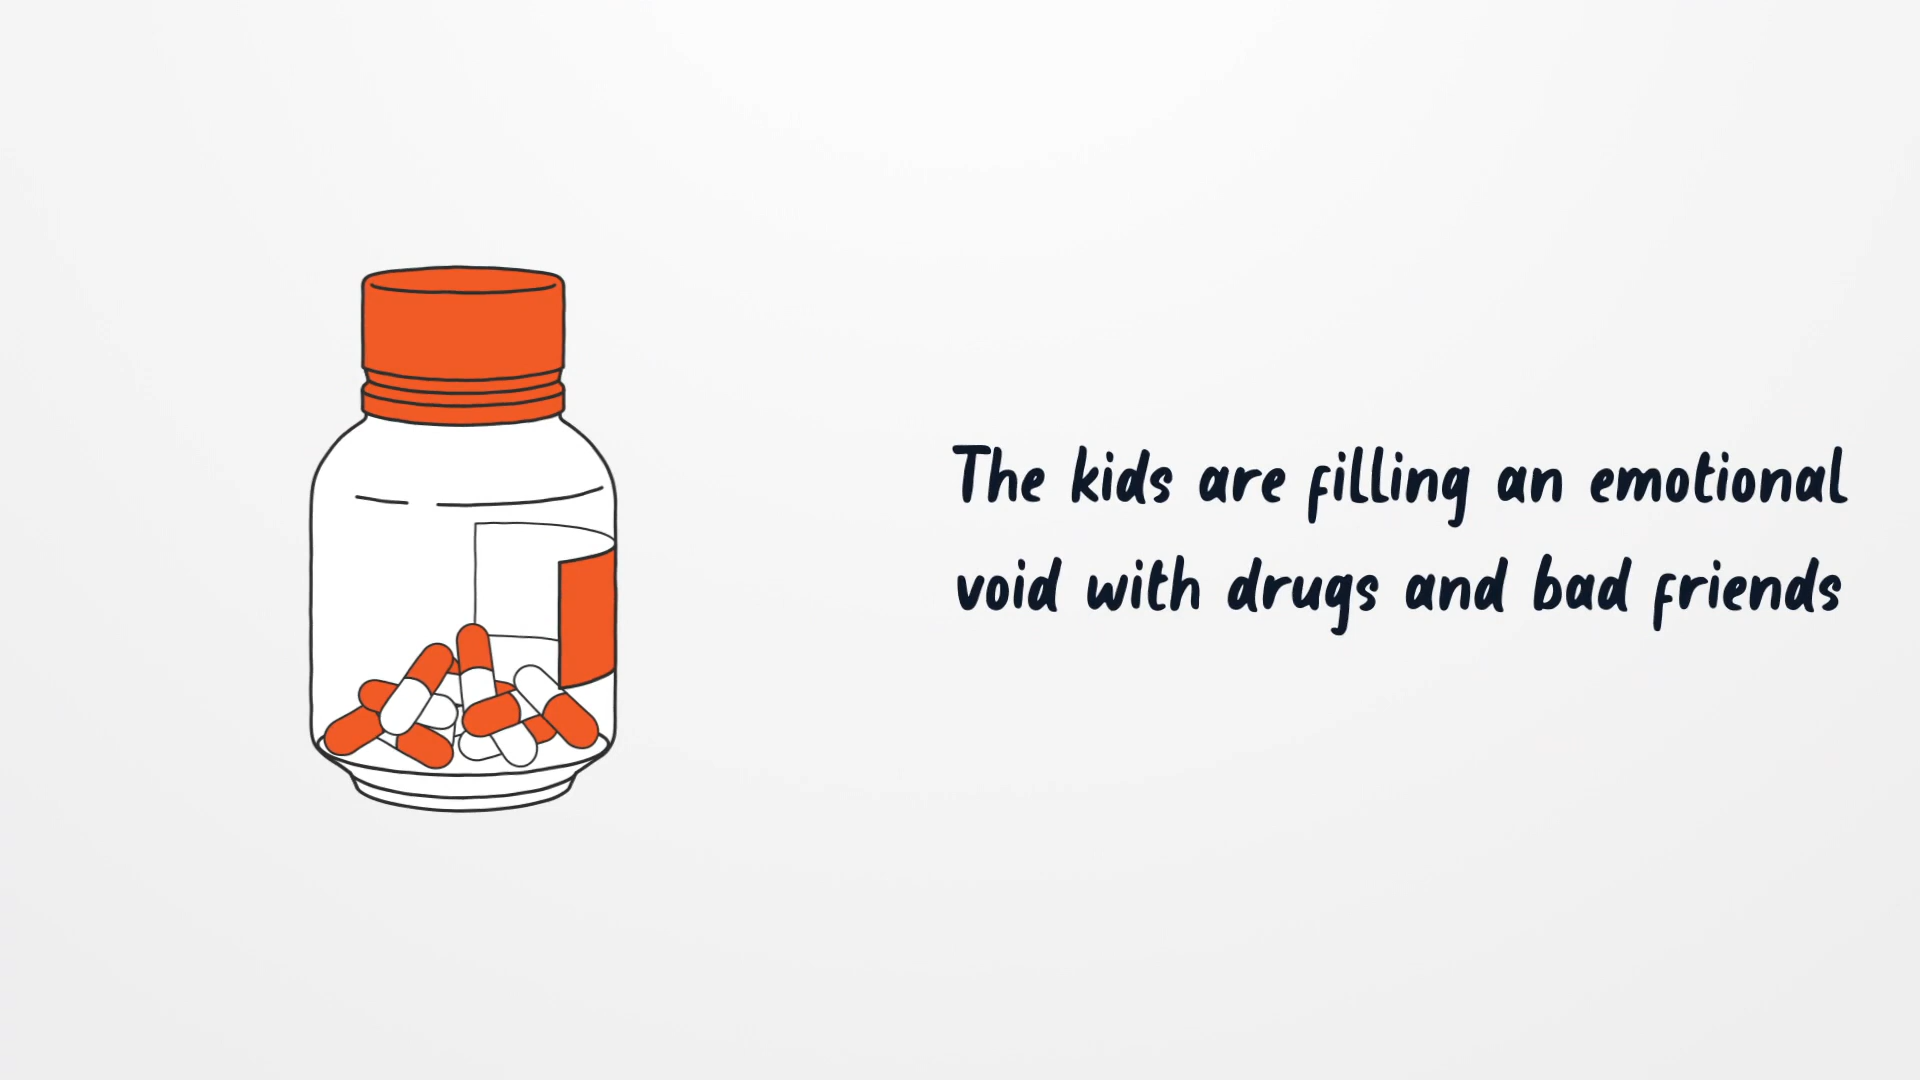 The kids are filling an emotional
void with drugs and bad friends